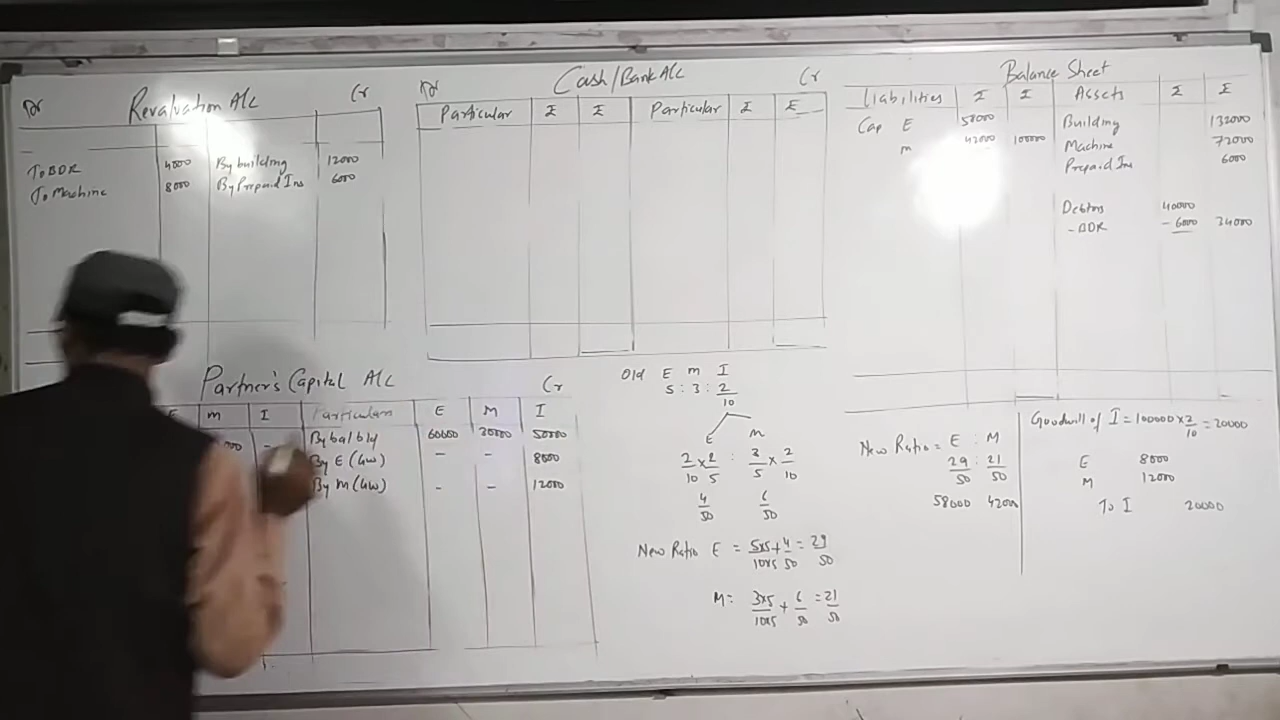 Dr Revaluation A/c Cr
To BDR 4000 By building 12000
To Machine 8000 By Prepaid Ins 6000
Dr Cash/Bank A/c Cr
Particular ₹ ₹ Particular ₹ ₹
Balance Sheet
Liabilities ₹ ₹ Assets ₹ ₹
Cap E 58000 Building 132000
m 42000 100000 Machine 72000
Prepaid Ins 6000
Debtors 40000
- BDR - 6000 34000
Partner's Capital A/c Cr
E m I Particulars E M I
- By bal b/d 60000 30000 50000
By E (Gw) - - 8000
By m (Gw) - - 12000
Old E m I
5 : 3 : 2/10
E M
2/10 x 2/5 : 3/5 x 2/10
4/50 6/50
New Ratio E = 5x5/10x5 + 4/50 = 29/50
M = 3x5/10x5 + 6/50 = 21/50
New Ratio = E : M
29/50 : 21/50
58000 42000
Goodwill of I = 100000 x 2/10 = 20000
E 8000
M 12000
To I 20000